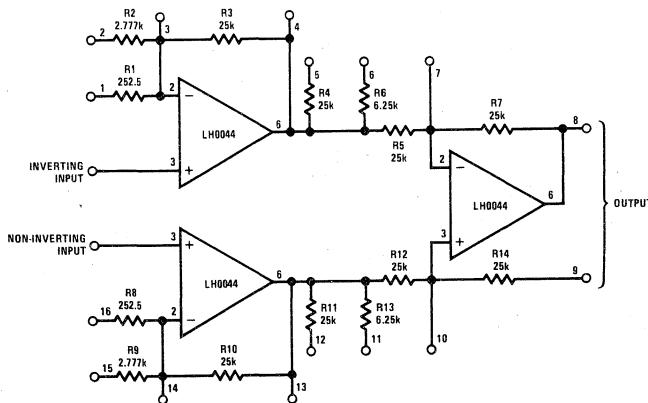 R2
2.777k
2
3
R3
25k
4
R1
252.5
1
2
−
LH0044
6
3
+
INVERTING
INPUT
5
R4
25k
6
R6
6.25k
7
R5
25k
R7
25k
8
2
−
LH0044
6
3
+
OUTPUT
NON-INVERTING
INPUT
3
+
LH0044
6
2
−
R8
252.5
16
R9
2.777k
15
14
R10
25k
13
R11
25k
12
R13
6.25k
11
R12
25k
R14
25k
9
10